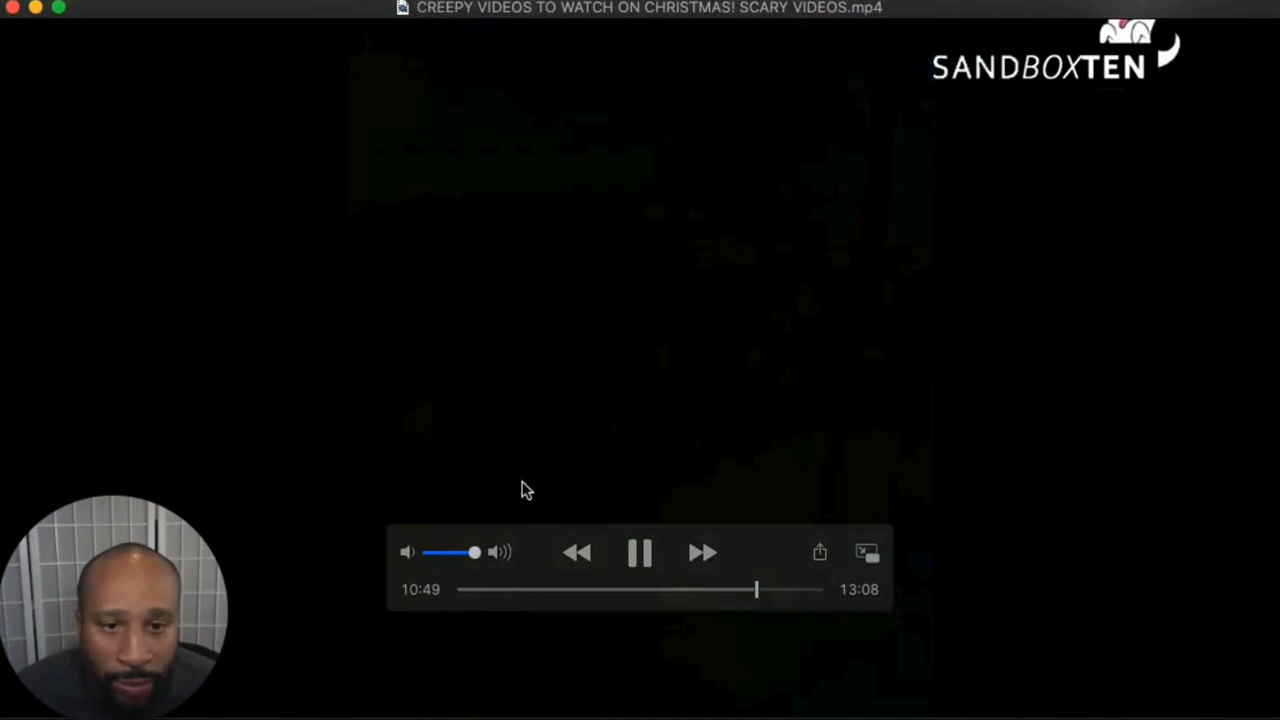 CREEPY VIDEOS TO WATCH ON CHRISTMAS! SCARY VIDEOS.mp4
SANDBOXTEN
10:49
13:08